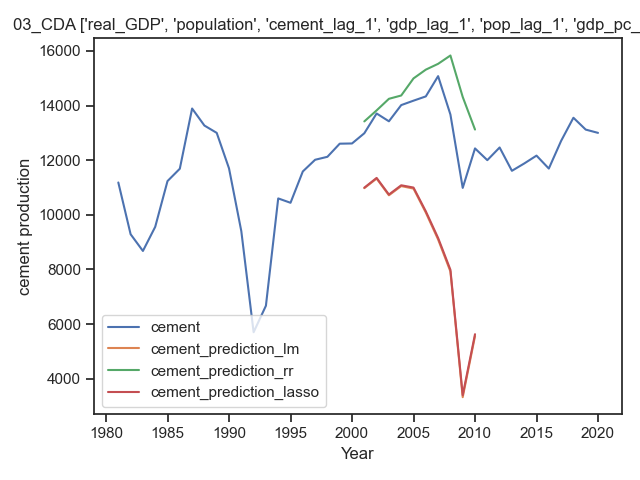 03_CDA ['real_GDP', 'population', 'cement_lag_1', 'gdp_lag_1', 'pop_lag_1', 'gdp_pc_
16000
14000
12000
10000
8000
6000
4000
cement production
cement
cement_prediction_lm
cement_prediction_rr
cement_prediction_lasso
1980 1985 1990 1995 2000 2005 2010 2015 2020
Year